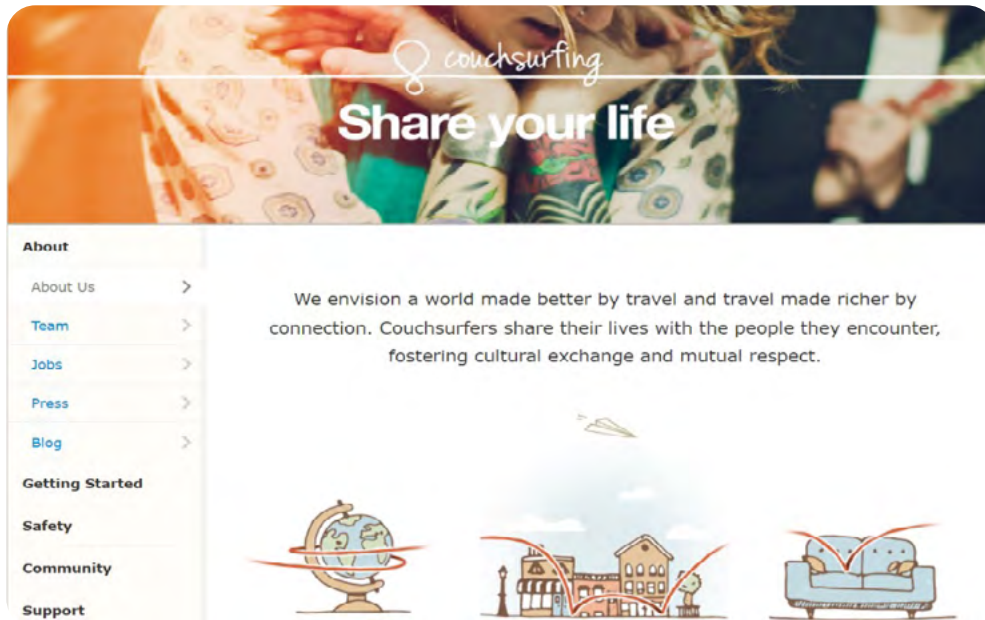 couchsurfing
Share your life
About
About Us
Team
Jobs
Press
Blog
Getting Started
Safety
Community
Support
We envision a world made better by travel and travel made richer by
connection. Couchsurfers share their lives with the people they encounter,
fostering cultural exchange and mutual respect.